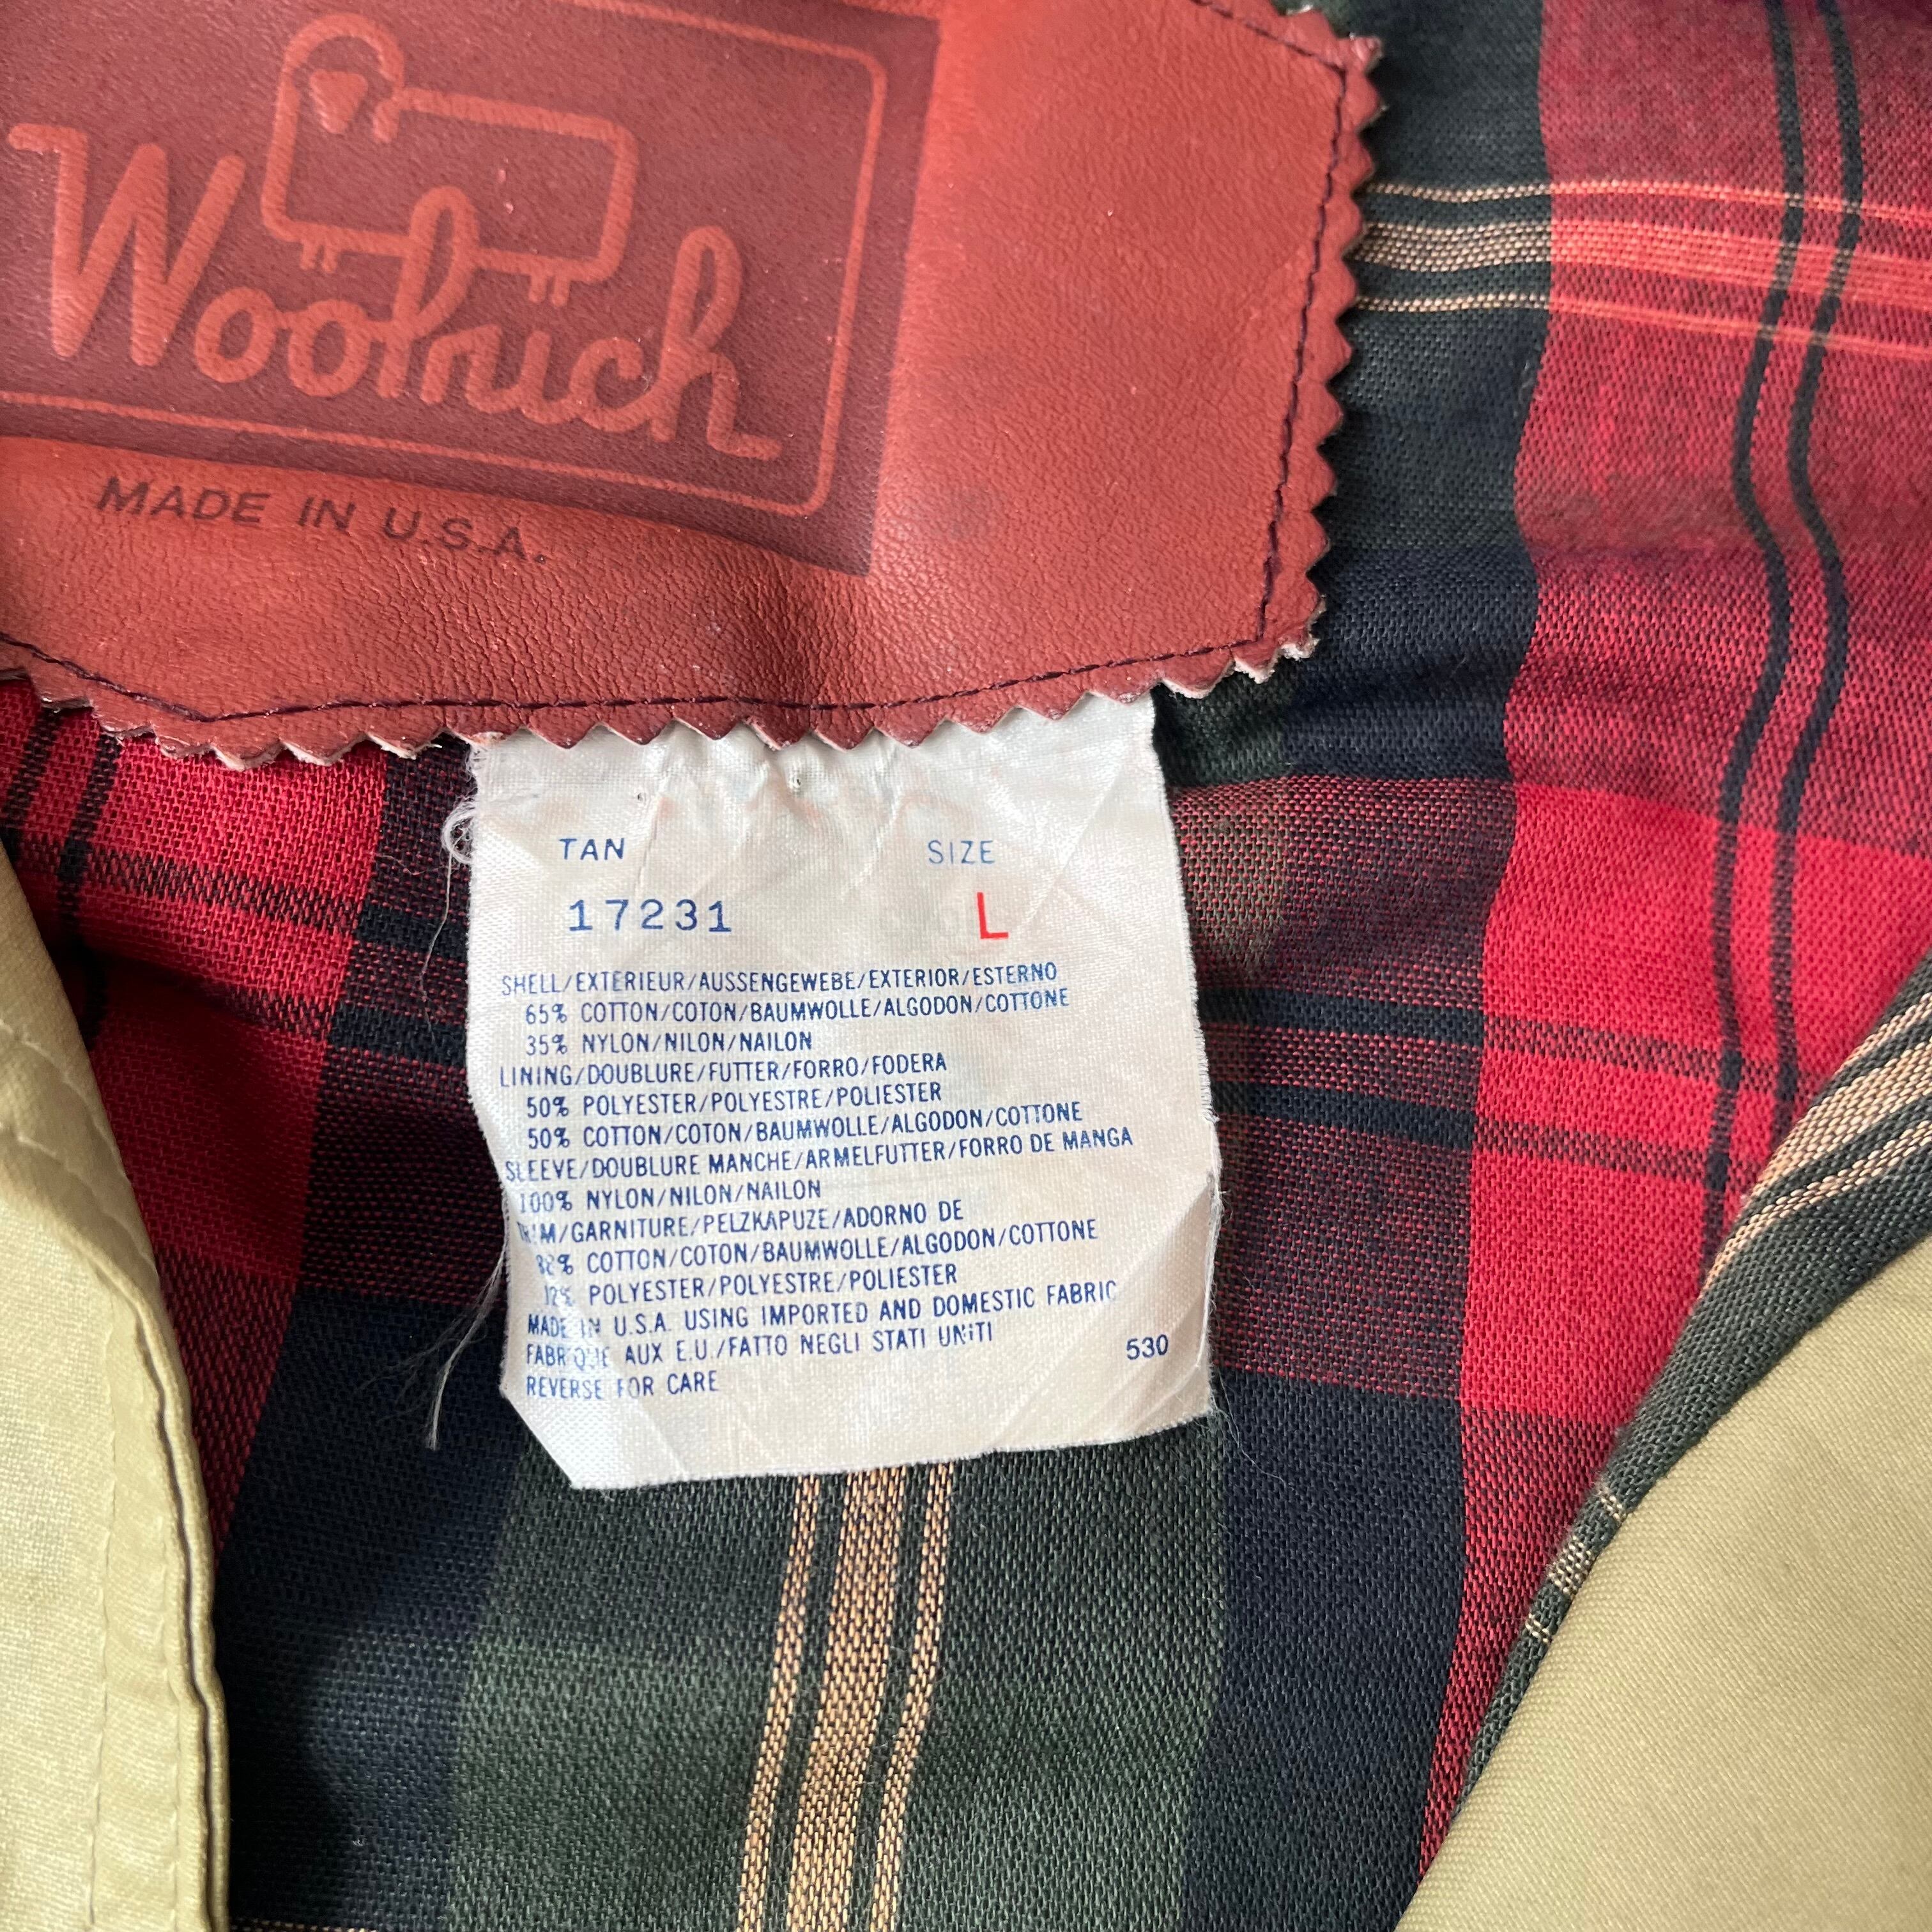 Woolrich
MADE IN U.S.A.
TAN SIZE
17231 L
SHELL/EXTERIEUR/AUSSENGEWEBE/EXTERIOR/ESTERNO
65% COTTON/COTON/BAUMWOLLE/ALGODON/COTTONE
35% NYLON/NILON/NAILON
LINING/DOUBLURE/FUTTER/FORRO/FODERA
50% POLYESTER/POLYESTRE/POLIESTER
50% COTTON/COTON/BAUMWOLLE/ALGODON/COTTONE
SLEEVE/DOUBLURE MANCHE/ARMELFUTTER/FORRO DE MANGA
100% NYLON/NILON/NAILON
TRIM/GARNITURE/PELZKAPUZE/ADORNO DE
COTTON/COTON/BAUMWOLLE/ALGODON/COTTONE
12% POLYESTER/POLYESTRE/POLIESTER
MADE IN U.S.A. USING IMPORTED AND DOMESTIC FABRIC
FABRIQUE AUX E.U./FATTO NEGLI STATI UNITI 530
REVERSE FOR CARE